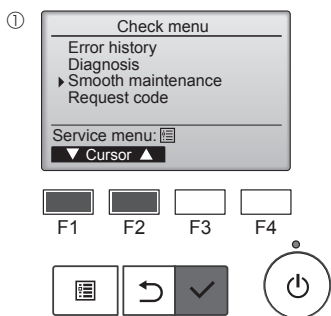 ①
Check menu
Error history
Diagnosis
Smooth maintenance
Request code
Service menu:
▼ Cursor ▲
F1 F2 F3 F4